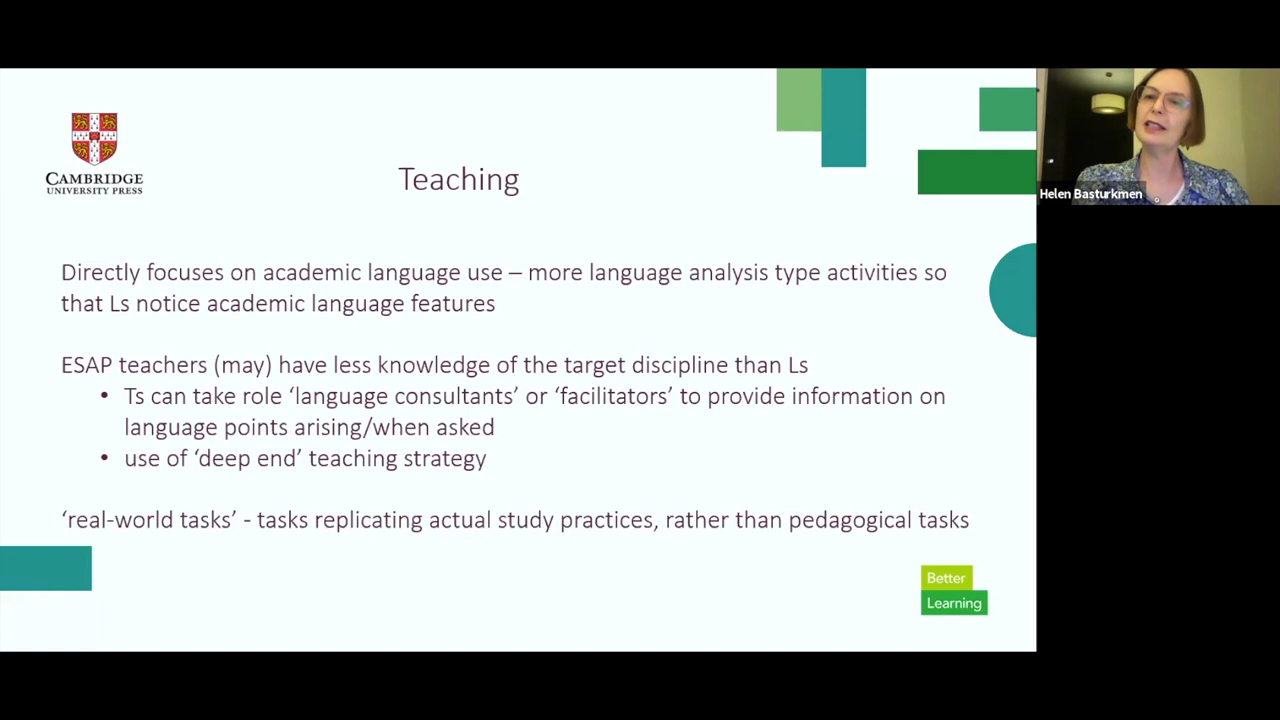 CAMBRIDGE
UNIVERSITY PRESS
Teaching
Helen Basturkmen
Directly focuses on academic language use – more language analysis type activities so
that Ls notice academic language features
ESAP teachers (may) have less knowledge of the target discipline than Ls
• Ts can take role ‘language consultants’ or ‘facilitators’ to provide information on
language points arising/when asked
• use of ‘deep end’ teaching strategy
‘real-world tasks’ - tasks replicating actual study practices, rather than pedagogical tasks
Better
Learning